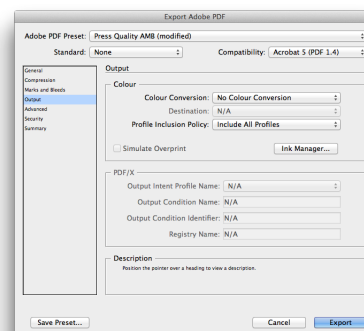 Export Adobe PDF
Adobe PDF Preset: Press Quality AMB (modified)
Standard: None Compatibility: Acrobat 5 (PDF 1.4)
General
Compression
Marks and Bleeds
Output
Advanced
Security
Summary
Output
Colour
Colour Conversion: No Colour Conversion
Destination: N/A
Profile Inclusion Policy: Include All Profiles
Simulate Overprint Ink Manager...
PDF/X
Output Intent Profile Name: N/A
Output Condition Name: N/A
Output Condition Identifier: N/A
Registry Name: N/A
Description
Position the pointer over a heading to view a description.
Save Preset... Cancel Export